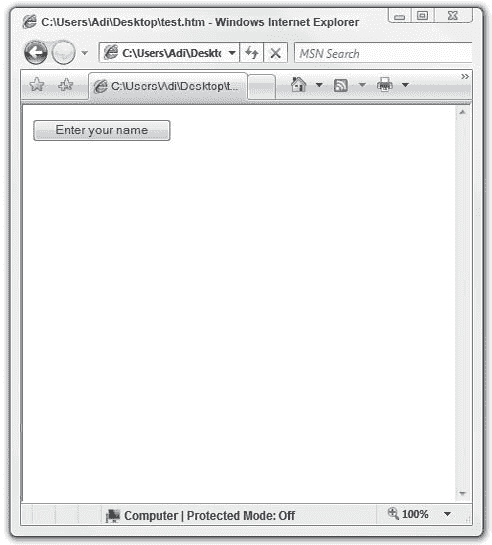 C:\Users\Adi\Desktop\test.htm - Windows Internet Explorer
C:\Users\Adi\Deskt
MSN Search
C:\Users\Adi\Desktop\t...
Enter your name
Computer | Protected Mode: Off
100%